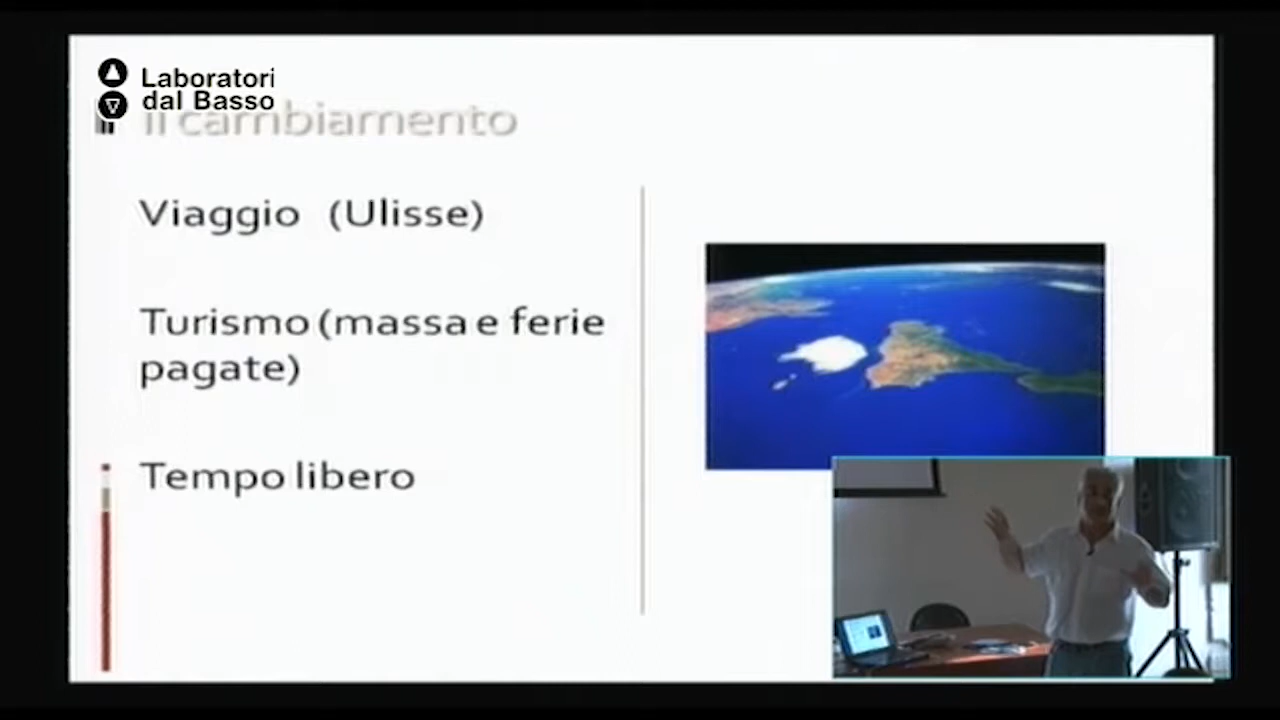 Laboratori
dal Basso
Il cambiamento
Viaggio (Ulisse)
Turismo (massa e ferie
pagate)
Tempo libero